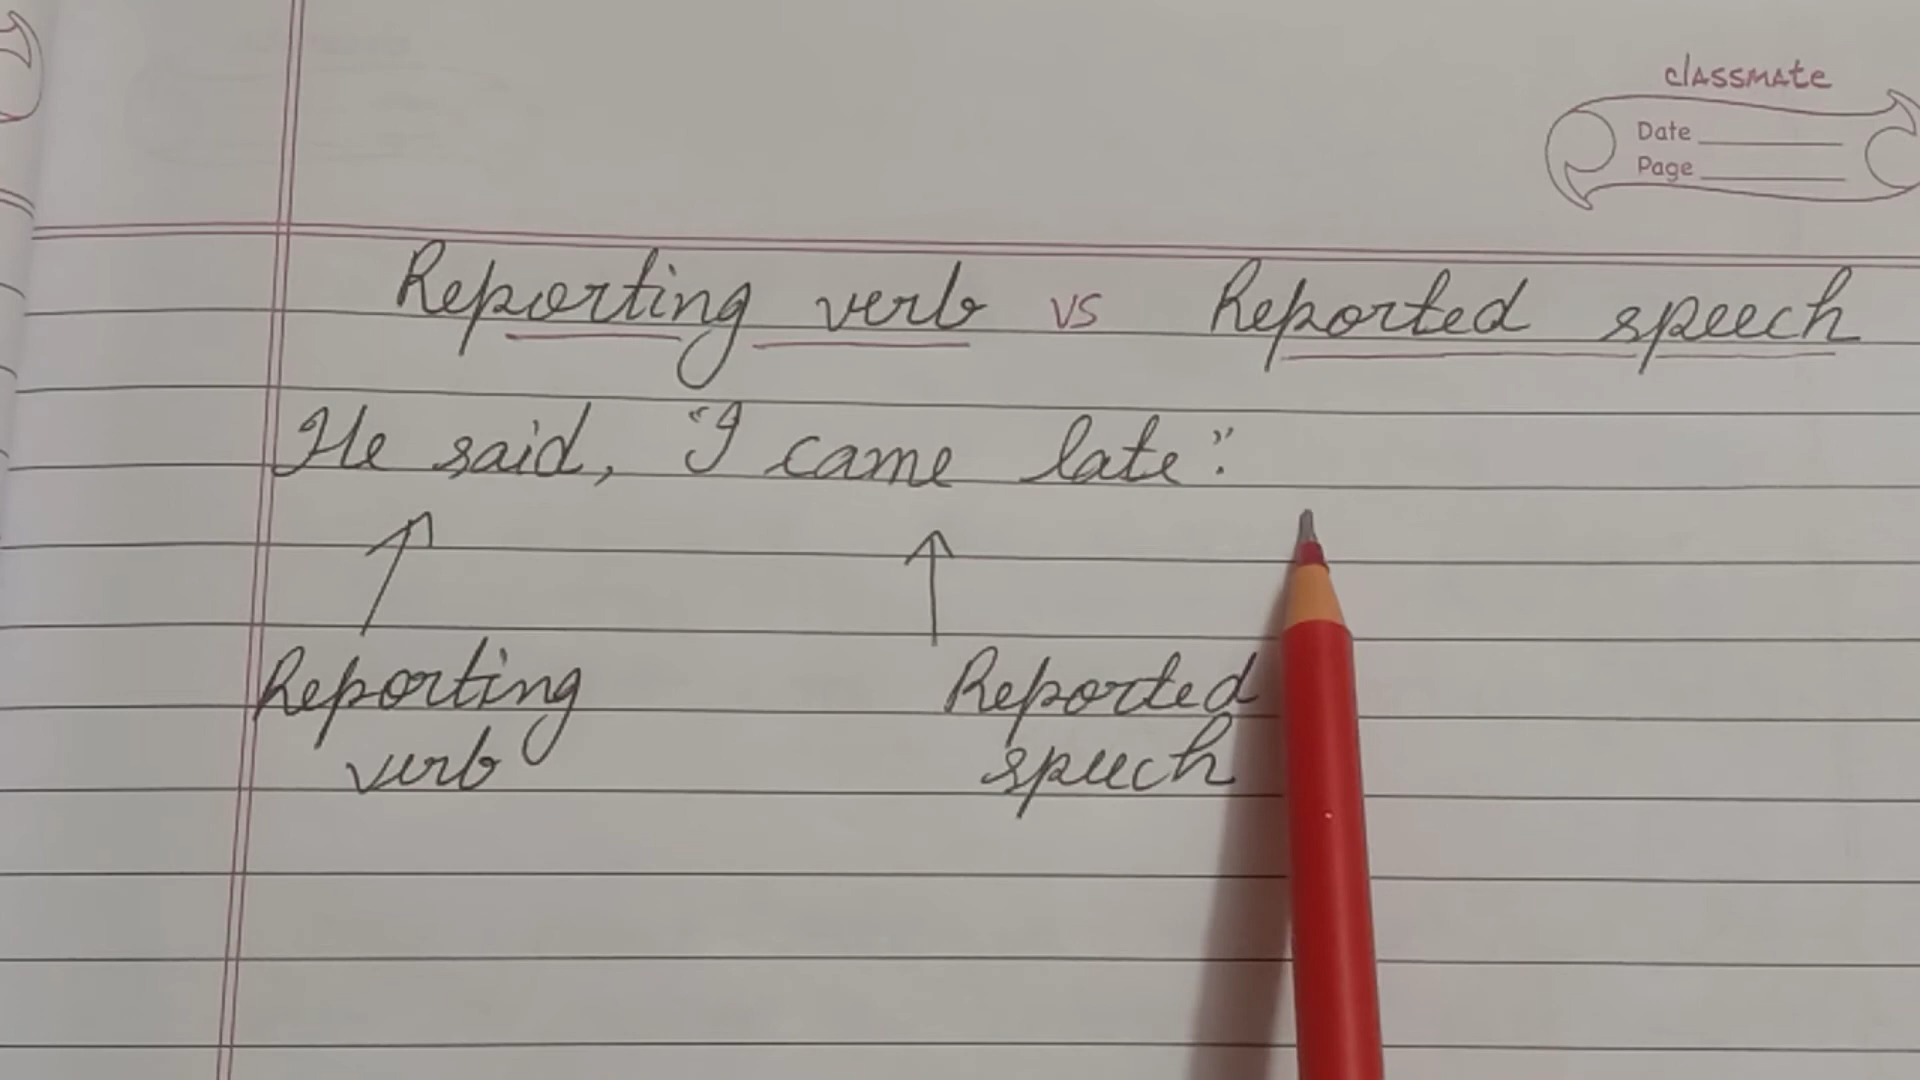 classmate
Date
Page
Reporting verb vs Reported speech
He said, "I came late".
Reporting verb
Reported speech